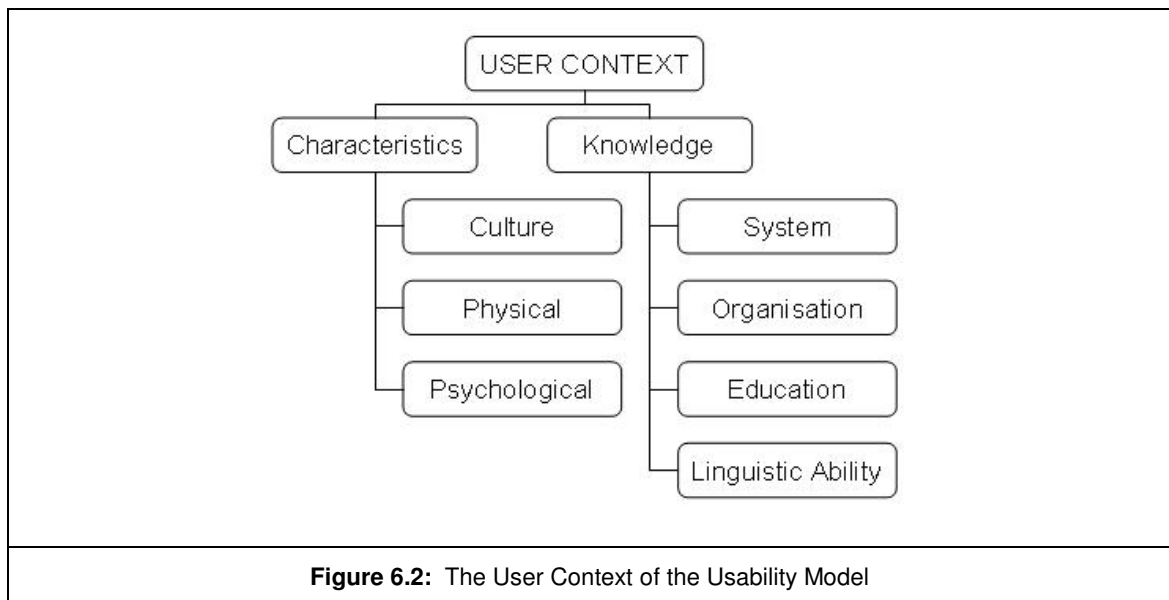 USER CONTEXT
Characteristics
Knowledge
Culture
System
Physical
Organisation
Psychological
Education
Linguistic Ability
Figure 6.2: The User Context of the Usability Model